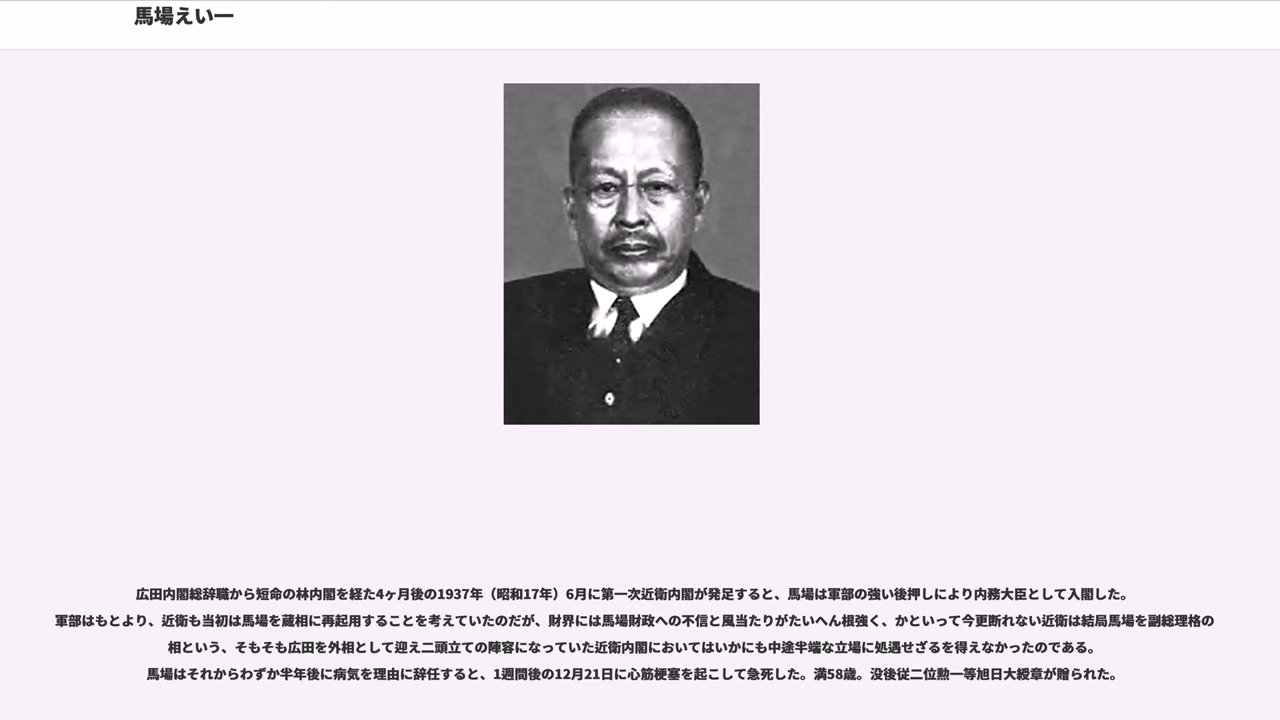 馬場えい一
広田内閣総辞職から短命の林内閣を経た4ヶ月後の1937年（昭和17年）6月に第一次近衛内閣が発足すると、馬場は軍部の強い後押しにより内務大臣として入閣した。
軍部はもとより、近衛も当初は馬場を蔵相に再起用することを考えていたのだが、財界には馬場財政への不信と風当たりがたいへん根強く、かといって今更断れない近衛は結局馬場を副総理格の
相という、そもそも広田を外相として迎え二頭立ての陣容になっていた近衛内閣においてはいかにも中途半端な立場に処遇せざるを得えなかったのである。
馬場はそれからわずか半年後に病気を理由に辞任すると、1週間後の12月21日に心筋梗塞を起こして急死した。満58歳。没後従二位勲一等旭日大綬章が贈られた。